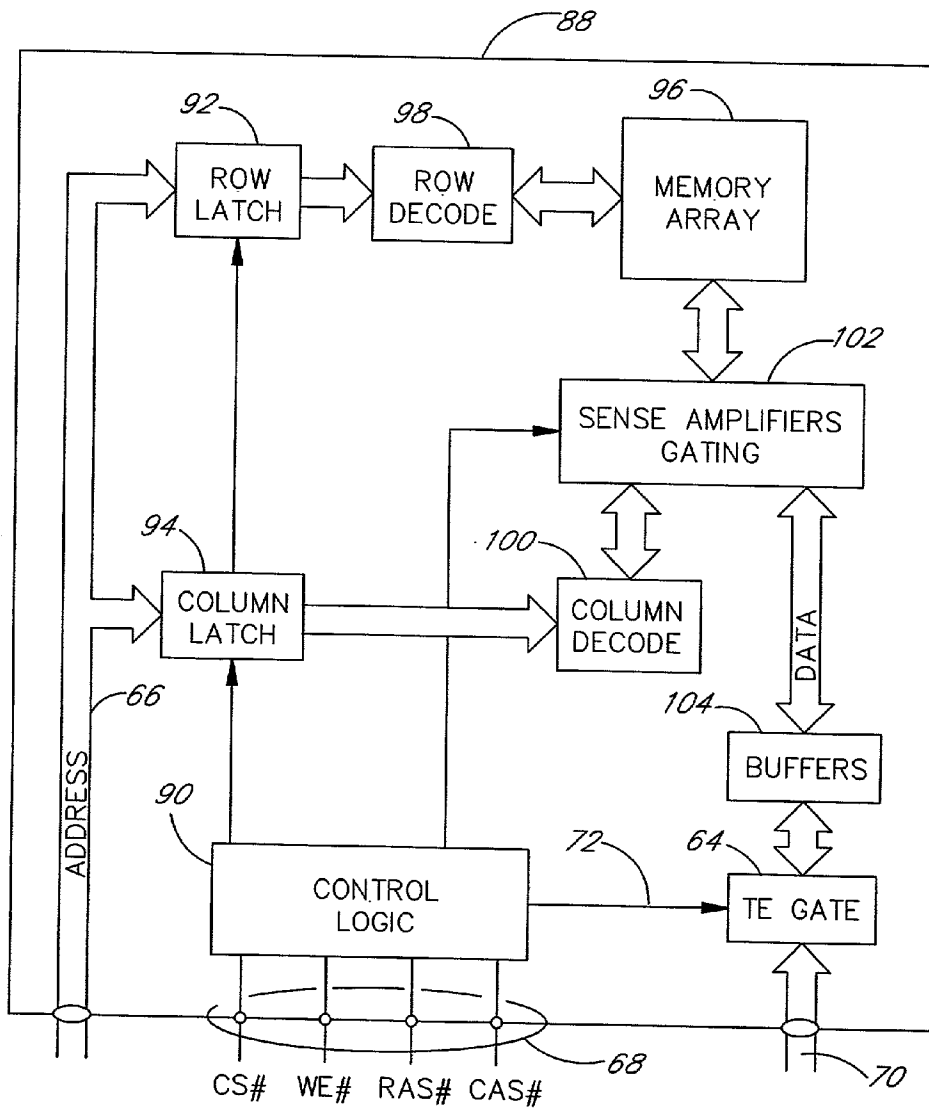 88
92
98
96
ROW
LATCH
ROW
DECODE
MEMORY
ARRAY
102
SENSE AMPLIFIERS
GATING
94
100
COLUMN
LATCH
COLUMN
DECODE
DATA
66
104
ADDRESS
BUFFERS
90
72
64
CONTROL
LOGIC
TE GATE
68
70
CS# WE# RAS# CAS#